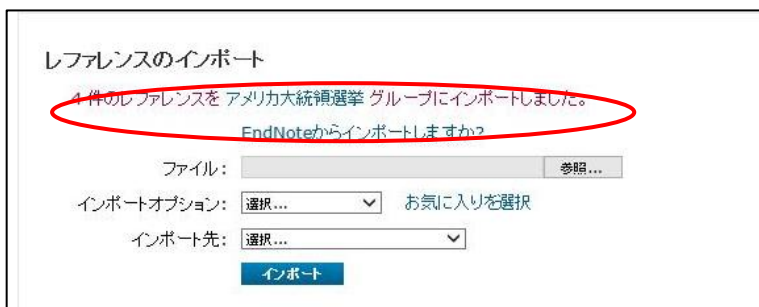 レファレンスのインポート
4 件のレファレンスを アメリカ大統領選挙 グループにインポートしました。
EndNoteからインポートしますか?
ファイル: 参照...
インポートオプション: 選択... お気に入りを選択
インポート先: 選択...
インポート